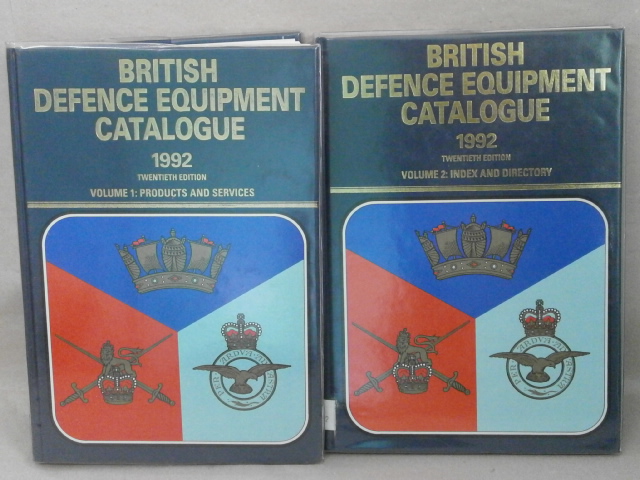 BRITISH
DEFENCE EQUIPMENT
CATALOGUE
1992
TWENTIETH EDITION
VOLUME 1: PRODUCTS AND SERVICES
BRITISH
DEFENCE EQUIPMENT
CATALOGUE
1992
TWENTIETH EDITION
VOLUME 2: INDEX AND DIRECTORY